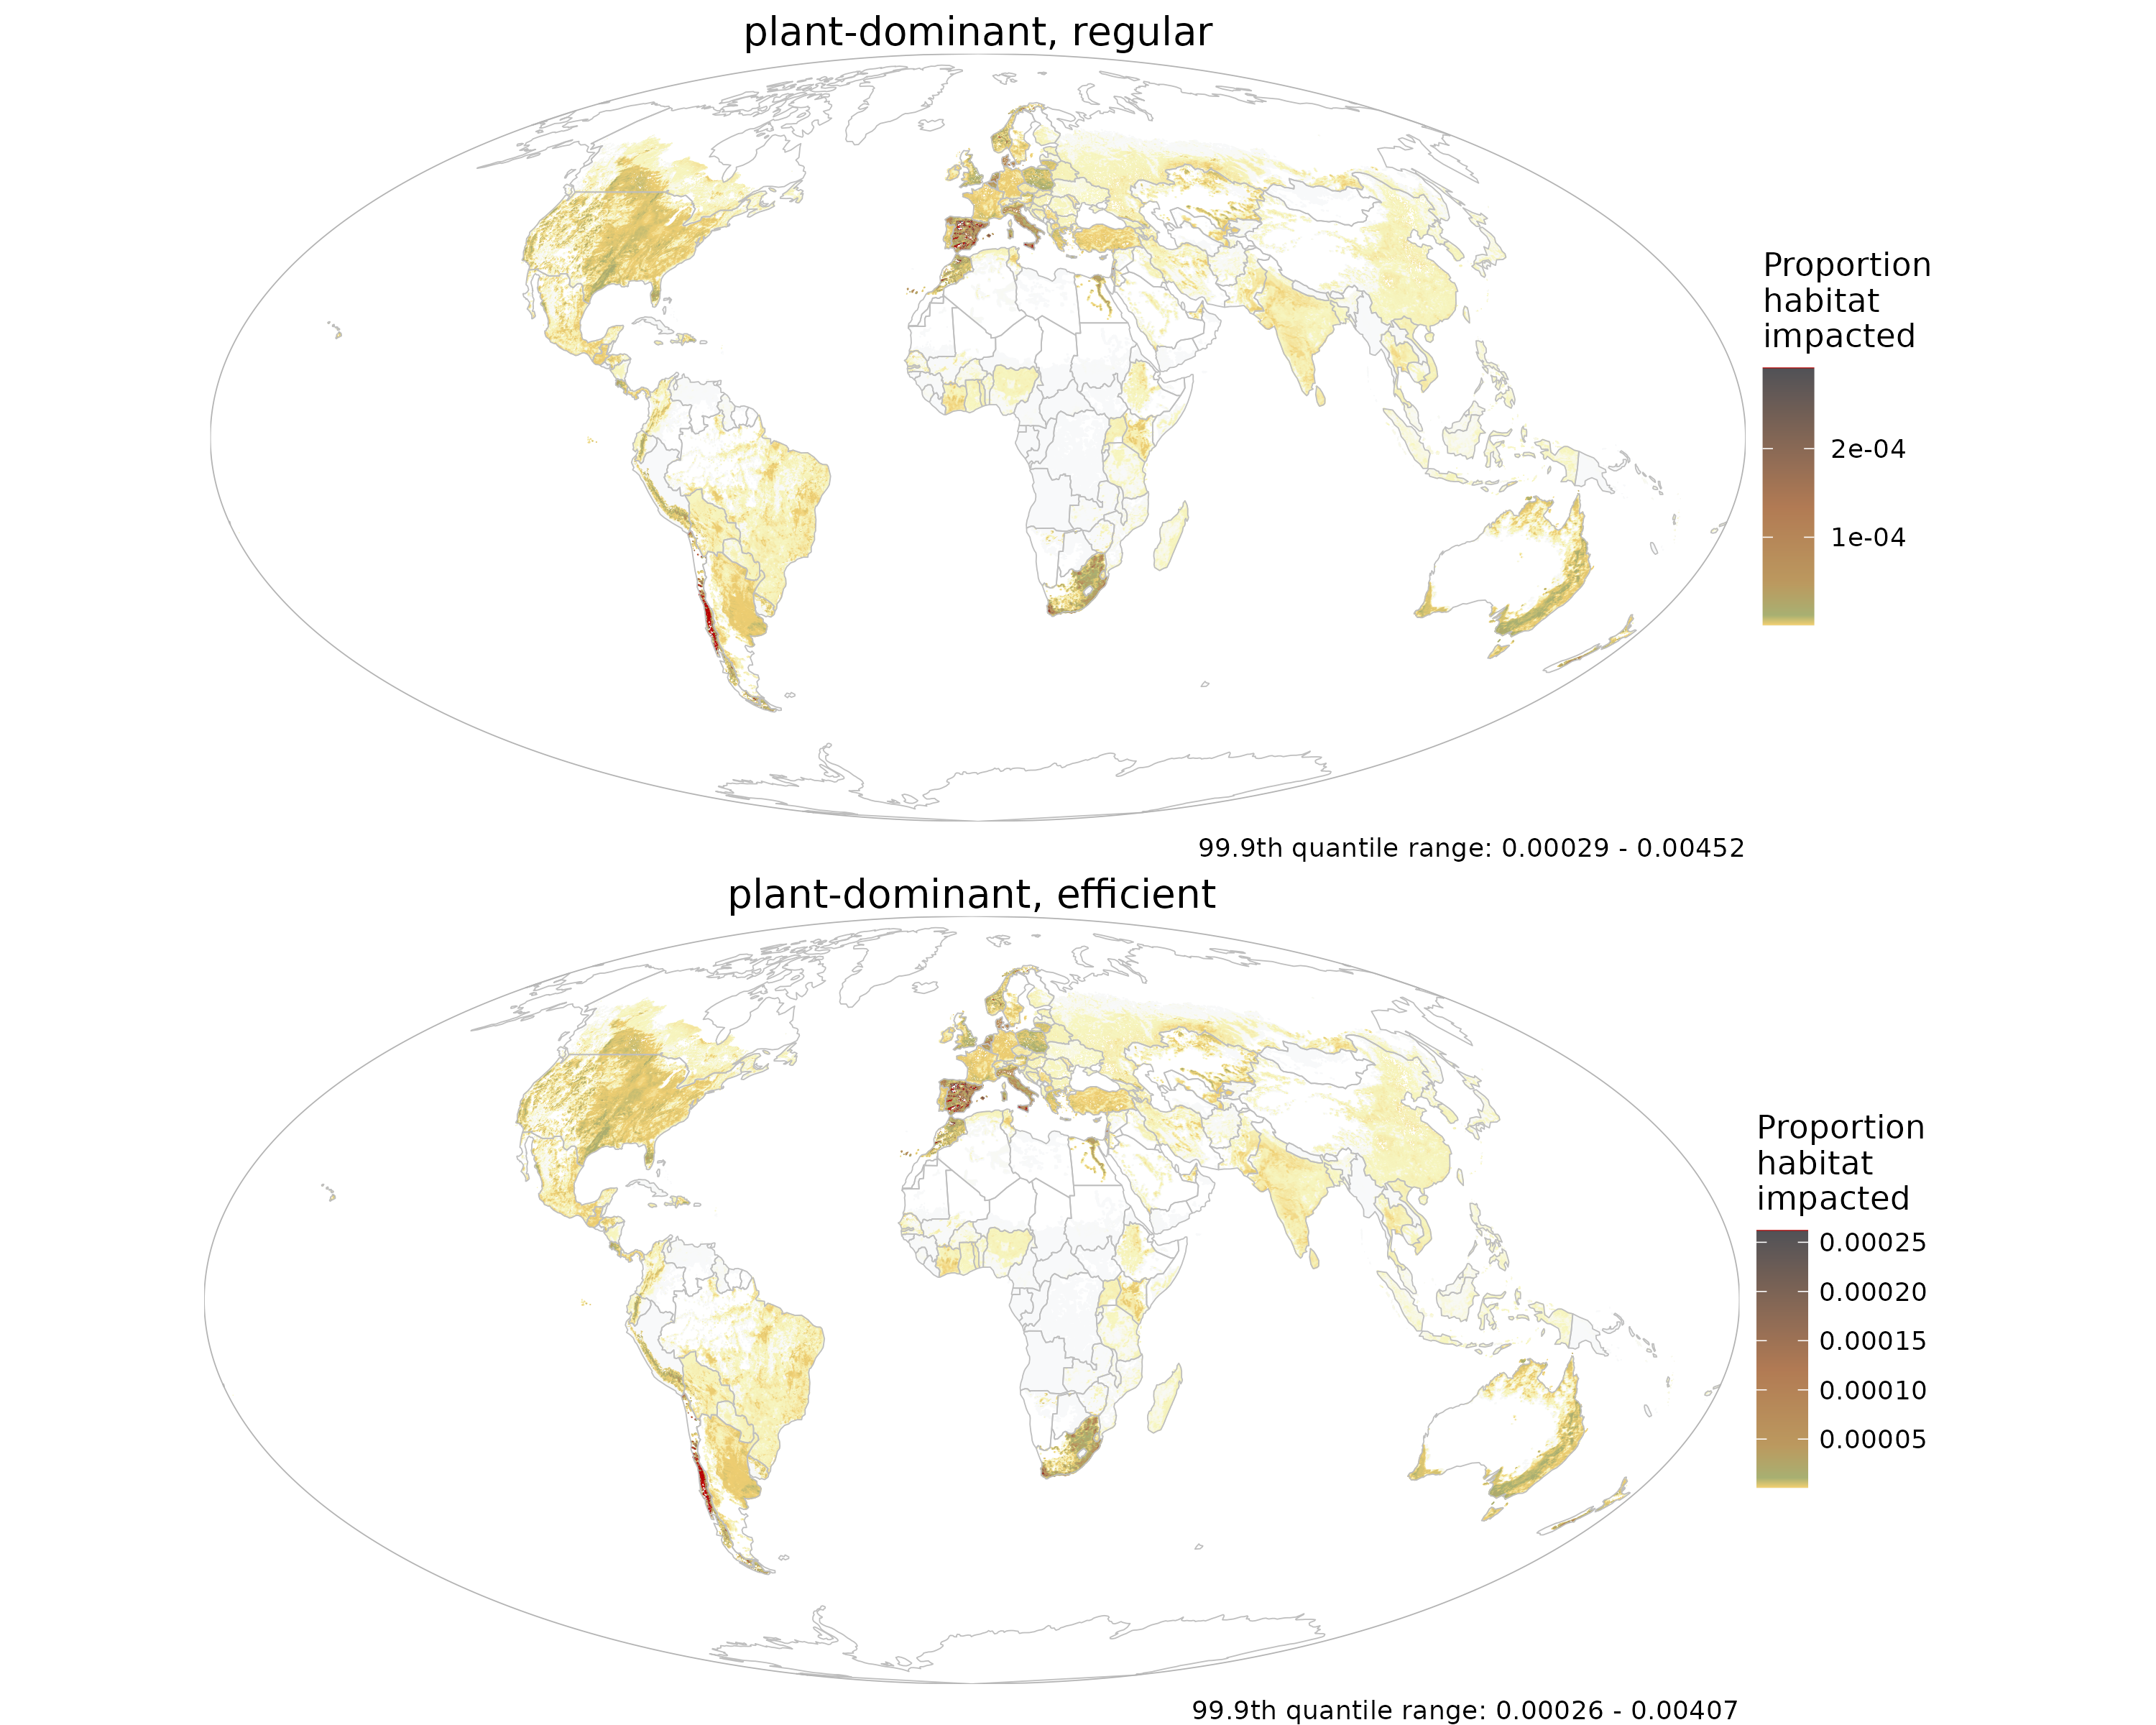 plant-dominant, regular
Proportion
habitat
impacted
2e-04
1e-04
99.9th quantile range: 0.00029 - 0.00452
plant-dominant, efficient
Proportion
habitat
impacted
0.00025
0.00020
0.00015
0.00010
0.00005
99.9th quantile range: 0.00026 - 0.00407